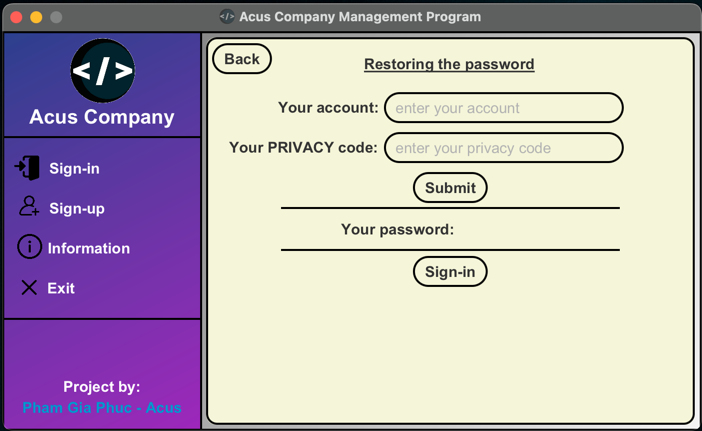 </> Acus Company Management Program
</>
Acus Company
Sign-in
Sign-up
Information
Exit
Project by:
Pham Gia Phuc - Acus
Back
Restoring the password
Your account: enter your account
Your PRIVACY code: enter your privacy code
Submit
Your password:
Sign-in